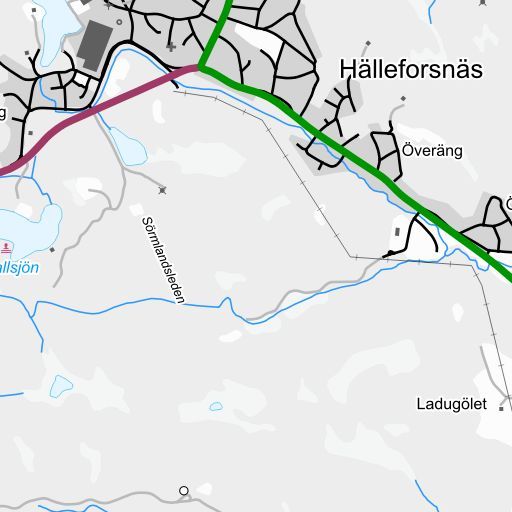 Hälleforsnäs
Överäng
Sörmlandsleden
allsjön
Ladugölet